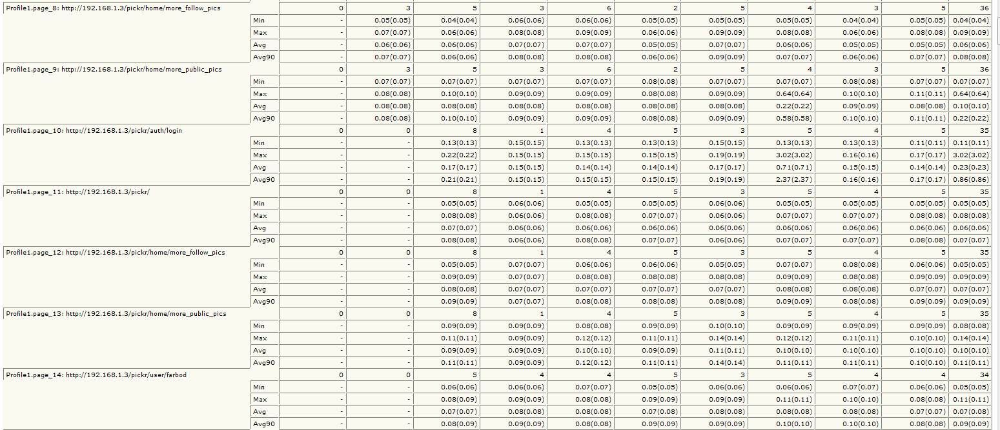 Profile1.page_8: http://192.168.1.3/pickr/home/more_follow_pics 0 3 5 3 6 2 5 4 3 5 36
Min - 0.05(0.05) 0.04(0.04) 0.06(0.06) 0.06(0.06) 0.05(0.05) 0.05(0.05) 0.05(0.05) 0.04(0.04) 0.05(0.05) 0.04(0.04)
Max - 0.07(0.07) 0.06(0.06) 0.08(0.08) 0.09(0.09) 0.06(0.06) 0.09(0.09) 0.08(0.08) 0.06(0.06) 0.08(0.08) 0.09(0.09)
Avg - 0.06(0.06) 0.06(0.06) 0.07(0.07) 0.07(0.07) 0.05(0.05) 0.07(0.07) 0.06(0.06) 0.05(0.05) 0.05(0.05) 0.06(0.06)
Avg90 - 0.07(0.07) 0.06(0.06) 0.08(0.08) 0.08(0.08) 0.06(0.06) 0.09(0.09) 0.07(0.07) 0.06(0.06) 0.07(0.07) 0.08(0.08)
Profile1.page_9: http://192.168.1.3/pickr/home/more_public_pics 0 3 5 3 6 2 5 4 3 5 36
Min - 0.07(0.07) 0.07(0.07) 0.07(0.07) 0.07(0.07) 0.08(0.08) 0.07(0.07) 0.07(0.07) 0.08(0.08) 0.07(0.07) 0.07(0.07)
Max - 0.08(0.08) 0.10(0.10) 0.09(0.09) 0.09(0.09) 0.08(0.08) 0.09(0.09) 0.64(0.64) 0.10(0.10) 0.11(0.11) 0.64(0.64)
Avg - 0.08(0.08) 0.08(0.08) 0.08(0.08) 0.08(0.08) 0.08(0.08) 0.08(0.08) 0.22(0.22) 0.09(0.09) 0.08(0.08) 0.10(0.10)
Avg90 - 0.08(0.08) 0.10(0.10) 0.09(0.09) 0.09(0.09) 0.08(0.08) 0.09(0.09) 0.58(0.58) 0.10(0.10) 0.11(0.11) 0.22(0.22)
Profile1.page_10: http://192.168.1.3/pickr/auth/login 0 0 8 1 4 5 3 5 4 5 35
Min - - 0.13(0.13) 0.15(0.15) 0.13(0.13) 0.13(0.13) 0.15(0.15) 0.13(0.13) 0.13(0.13) 0.11(0.11) 0.11(0.11)
Max - - 0.22(0.22) 0.15(0.15) 0.15(0.15) 0.15(0.15) 0.19(0.19) 3.02(3.02) 0.16(0.16) 0.17(0.17) 3.02(3.02)
Avg - - 0.17(0.17) 0.15(0.15) 0.14(0.14) 0.14(0.14) 0.17(0.17) 0.71(0.71) 0.15(0.15) 0.14(0.14) 0.23(0.23)
Avg90 - - 0.21(0.21) 0.15(0.15) 0.15(0.15) 0.15(0.15) 0.19(0.19) 2.37(2.37) 0.16(0.16) 0.17(0.17) 0.86(0.86)
Profile1.page_11: http://192.168.1.3/pickr/ 0 0 8 1 4 5 3 5 4 5 35
Min - - 0.05(0.05) 0.06(0.06) 0.05(0.05) 0.05(0.05) 0.06(0.06) 0.05(0.05) 0.05(0.05) 0.05(0.05) 0.05(0.05)
Max - - 0.08(0.08) 0.06(0.06) 0.08(0.08) 0.07(0.07) 0.06(0.06) 0.07(0.07) 0.07(0.07) 0.08(0.08) 0.08(0.08)
Avg - - 0.07(0.07) 0.06(0.06) 0.06(0.06) 0.06(0.06) 0.06(0.06) 0.06(0.06) 0.06(0.06) 0.06(0.06) 0.06(0.06)
Avg90 - - 0.08(0.08) 0.06(0.06) 0.08(0.08) 0.07(0.07) 0.06(0.06) 0.07(0.07) 0.07(0.07) 0.08(0.08) 0.07(0.07)
Profile1.page_12: http://192.168.1.3/pickr/home/more_follow_pics 0 0 8 1 4 5 3 5 4 5 35
Min - - 0.05(0.05) 0.07(0.07) 0.06(0.06) 0.06(0.06) 0.05(0.05) 0.07(0.07) 0.08(0.08) 0.06(0.06) 0.05(0.05)
Max - - 0.09(0.09) 0.07(0.07) 0.08(0.08) 0.08(0.08) 0.08(0.08) 0.09(0.09) 0.08(0.08) 0.09(0.09) 0.09(0.09)
Avg - - 0.08(0.08) 0.07(0.07) 0.07(0.07) 0.07(0.07) 0.07(0.07) 0.08(0.08) 0.08(0.08) 0.07(0.07) 0.07(0.07)
Avg90 - - 0.09(0.09) 0.07(0.07) 0.08(0.08) 0.08(0.08) 0.08(0.08) 0.09(0.09) 0.08(0.08) 0.09(0.09) 0.09(0.09)
Profile1.page_13: http://192.168.1.3/pickr/home/more_public_pics 0 0 8 1 4 5 3 5 4 5 35
Min - - 0.09(0.09) 0.09(0.09) 0.08(0.08) 0.09(0.09) 0.10(0.10) 0.09(0.09) 0.09(0.09) 0.09(0.09) 0.08(0.08)
Max - - 0.11(0.11) 0.09(0.09) 0.12(0.12) 0.11(0.11) 0.14(0.14) 0.12(0.12) 0.11(0.11) 0.10(0.10) 0.14(0.14)
Avg - - 0.09(0.09) 0.09(0.09) 0.10(0.10) 0.09(0.09) 0.11(0.11) 0.10(0.10) 0.10(0.10) 0.10(0.10) 0.10(0.10)
Avg90 - - 0.11(0.11) 0.09(0.09) 0.12(0.12) 0.11(0.11) 0.14(0.14) 0.11(0.11) 0.11(0.11) 0.10(0.10) 0.11(0.11)
Profile1.page_14: http://192.168.1.3/pickr/user/farbod 0 0 5 4 4 5 3 5 4 4 34
Min - - 0.06(0.06) 0.06(0.06) 0.07(0.07) 0.05(0.05) 0.06(0.06) 0.06(0.06) 0.07(0.07) 0.06(0.06) 0.05(0.05)
Max - - 0.08(0.09) 0.08(0.09) 0.08(0.08) 0.09(0.09) 0.09(0.09) 0.11(0.11) 0.10(0.10) 0.08(0.08) 0.11(0.11)
Avg - - 0.07(0.07) 0.08(0.08) 0.08(0.08) 0.07(0.08) 0.08(0.08) 0.08(0.08) 0.08(0.08) 0.07(0.07) 0.07(0.08)
Avg90 - - 0.08(0.09) 0.09(0.09) 0.08(0.08) 0.09(0.09) 0.09(0.09) 0.10(0.10) 0.10(0.10) 0.08(0.08) 0.09(0.09)